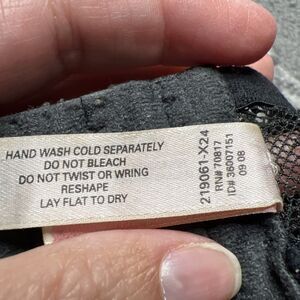 HAND WASH COLD SEPARATELY
DO NOT BLEACH
DO NOT TWIST OR WRING
RESHAPE
LAY FLAT TO DRY
219061-X24
RN# 70817
ID# 36007151
09 08